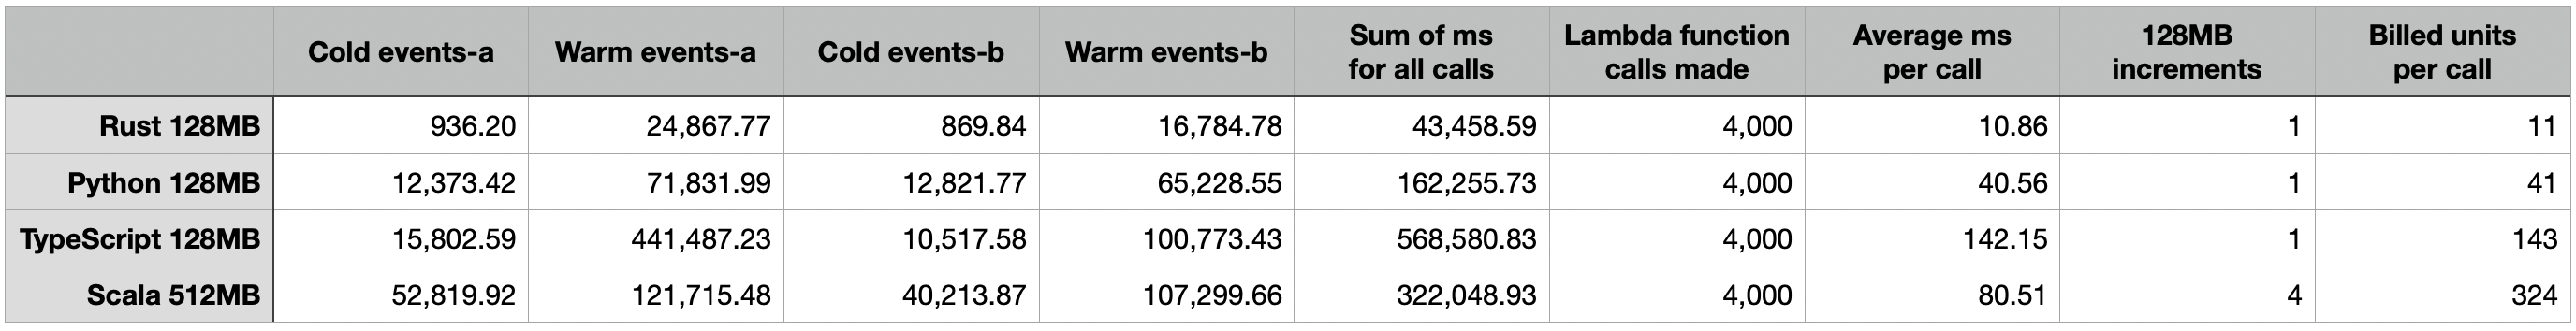 Cold events-a Warm events-a Cold events-b Warm events-b Sum of ms for all calls Lambda function calls made Average ms per call 128MB increments Billed units per call
Rust 128MB 936.20 24,867.77 869.84 16,784.78 43,458.59 4,000 10.86 1 11
Python 128MB 12,373.42 71,831.99 12,821.77 65,228.55 162,255.73 4,000 40.56 1 41
TypeScript 128MB 15,802.59 441,487.23 10,517.58 100,773.43 568,580.83 4,000 142.15 1 143
Scala 512MB 52,819.92 121,715.48 40,213.87 107,299.66 322,048.93 4,000 80.51 4 324